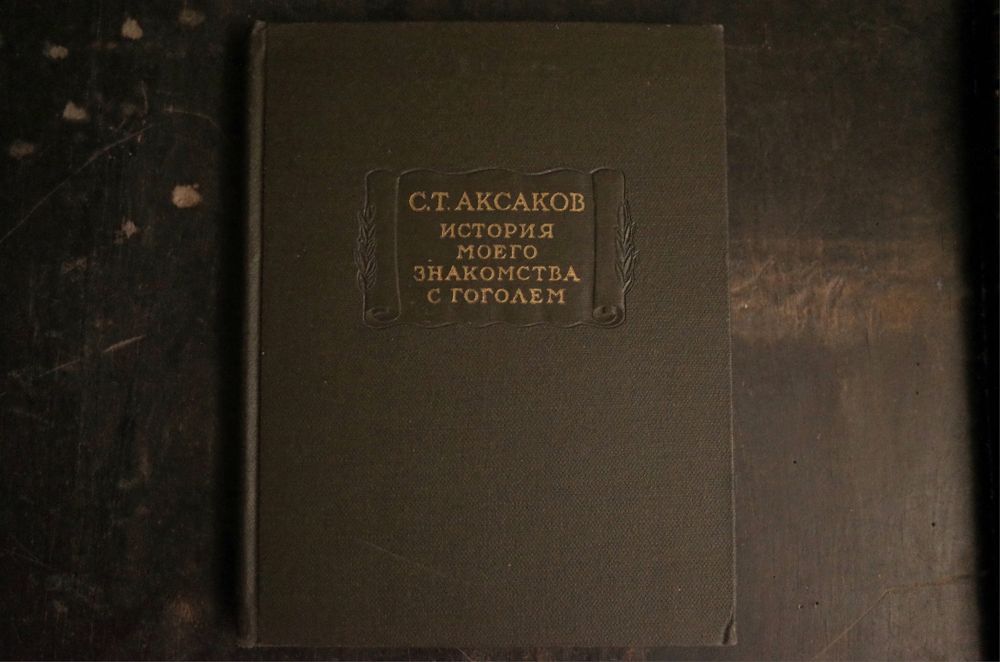 С.Т. АКСАКОВ
ИСТОРИЯ
МОЕГО
ЗНАКОМСТВА
С ГОГОЛЕМ